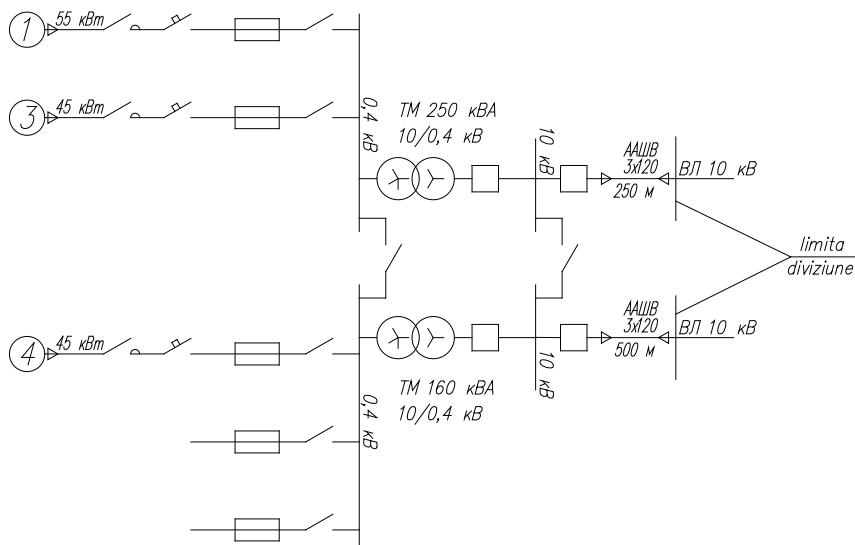 1
55 кВт
3
45 кВт
0,4 кВ
ТМ 250 кВА
10/0,4 кВ
10 кВ
ААШВ
3х120
250 м
ВЛ 10 кВ
limita
diviziune
4
45 кВт
0,4 кВ
ТМ 160 кВА
10/0,4 кВ
10 кВ
ААШВ
3х120
500 м
ВЛ 10 кВ